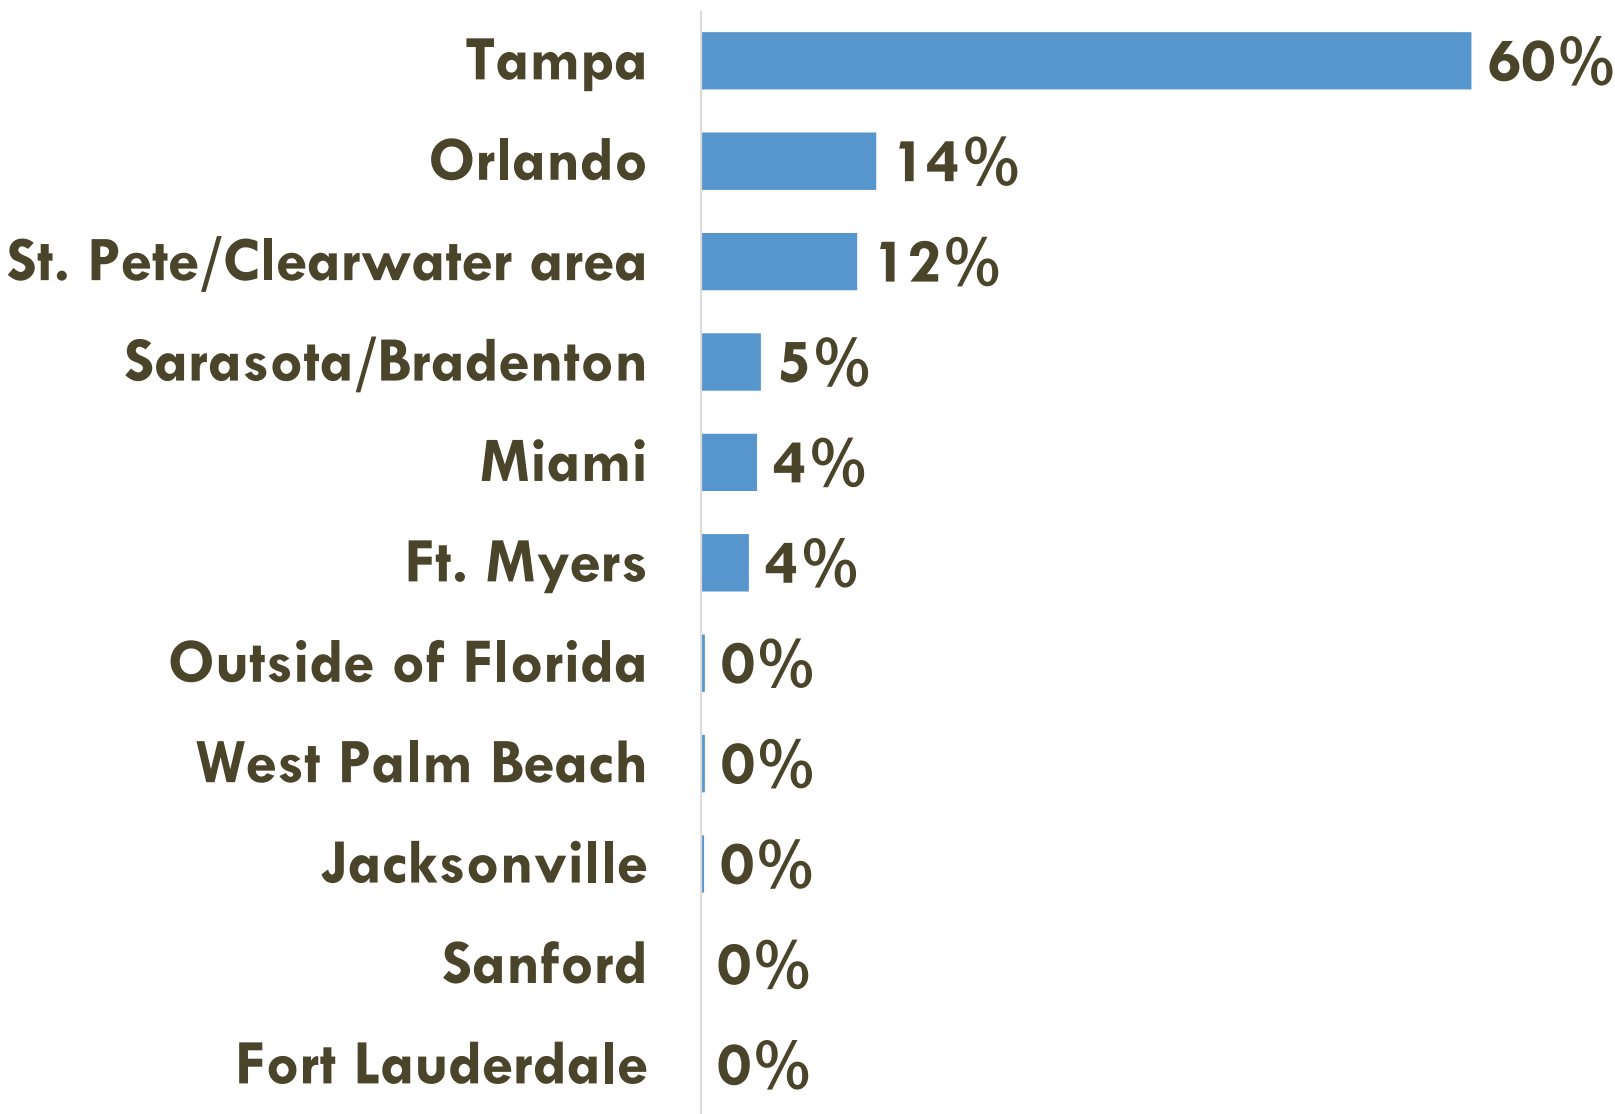 Tampa 60%
Orlando 14%
St. Pete/Clearwater area 12%
Sarasota/Bradenton 5%
Miami 4%
Ft. Myers 4%
Outside of Florida 0%
West Palm Beach 0%
Jacksonville 0%
Sanford 0%
Fort Lauderdale 0%